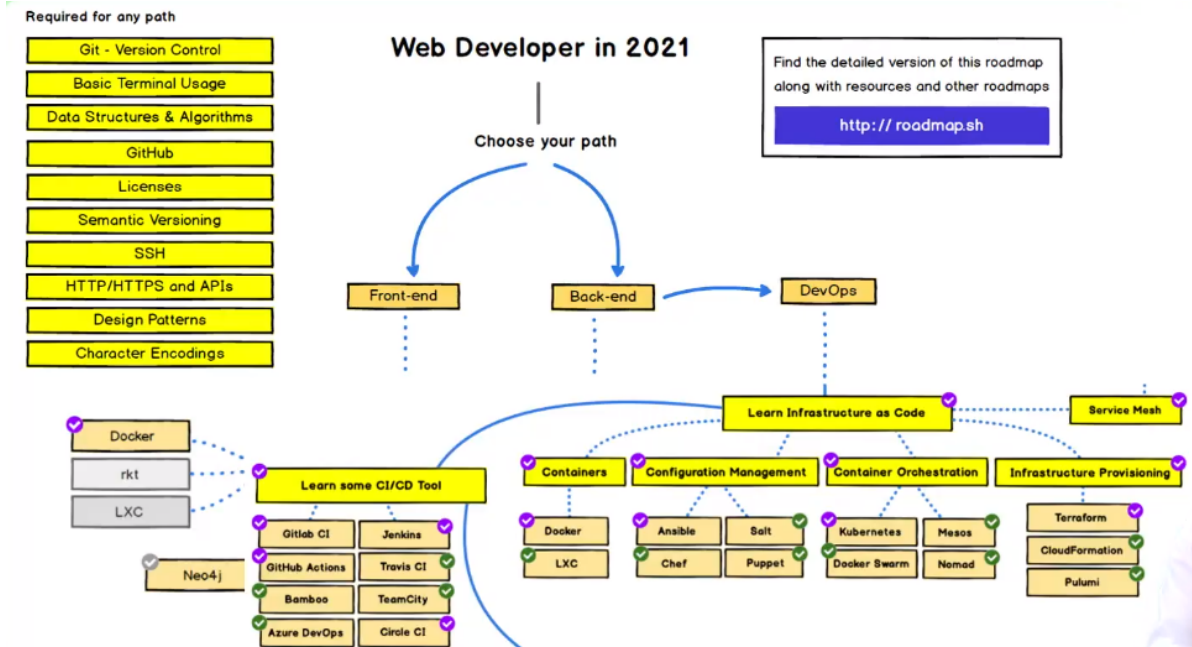 Required for any path
Git - Version Control
Basic Terminal Usage
Data Structures & Algorithms
GitHub
Licenses
Semantic Versioning
SSH
HTTP/HTTPS and APIs
Design Patterns
Character Encodings
Web Developer in 2021
Choose your path
Find the detailed version of this roadmap
along with resources and other roadmaps
http:// roadmap.sh
Front-end
Back-end
DevOps
Docker
rkt
LXC
Neo4j
Learn some CI/CD Tool
Gitlab CI
Jenkins
GitHub Actions
Travis CI
Bamboo
TeamCity
Azure DevOps
Circle CI
Learn Infrastructure as Code
Service Mesh
Containers
Docker
LXC
Configuration Management
Ansible
Salt
Chef
Puppet
Container Orchestration
Kubernetes
Mesos
Docker Swarm
Nomad
Infrastructure Provisioning
Terraform
CloudFormation
Pulumi